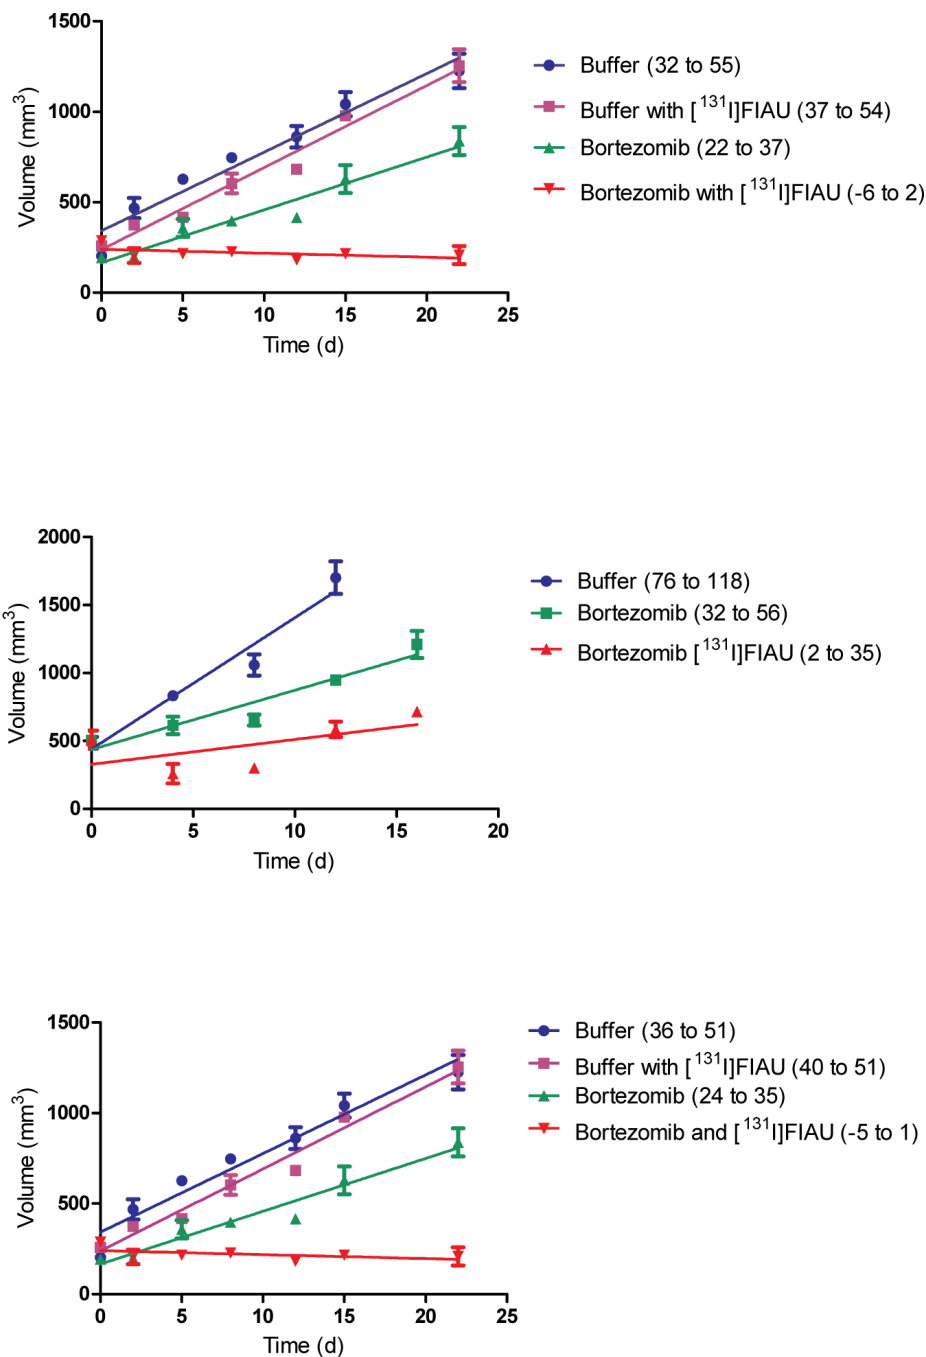 1500
1000
500
0
Volume (mm³)
0 5 10 15 20 25
Time (d)
Buffer (32 to 55)
Buffer with [¹³¹I]FIAU (37 to 54)
Bortezomib (22 to 37)
Bortezomib with [¹³¹I]FIAU (-6 to 2)
2000
1500
1000
500
0
Volume (mm³)
0 5 10 15 20
Time (d)
Buffer (76 to 118)
Bortezomib (32 to 56)
Bortezomib [¹³¹I]FIAU (2 to 35)
1500
1000
500
0
Volume (mm³)
0 5 10 15 20 25
Time (d)
Buffer (36 to 51)
Buffer with [¹³¹I]FIAU (40 to 51)
Bortezomib (24 to 35)
Bortezomib and [¹³¹I]FIAU (-5 to 1)